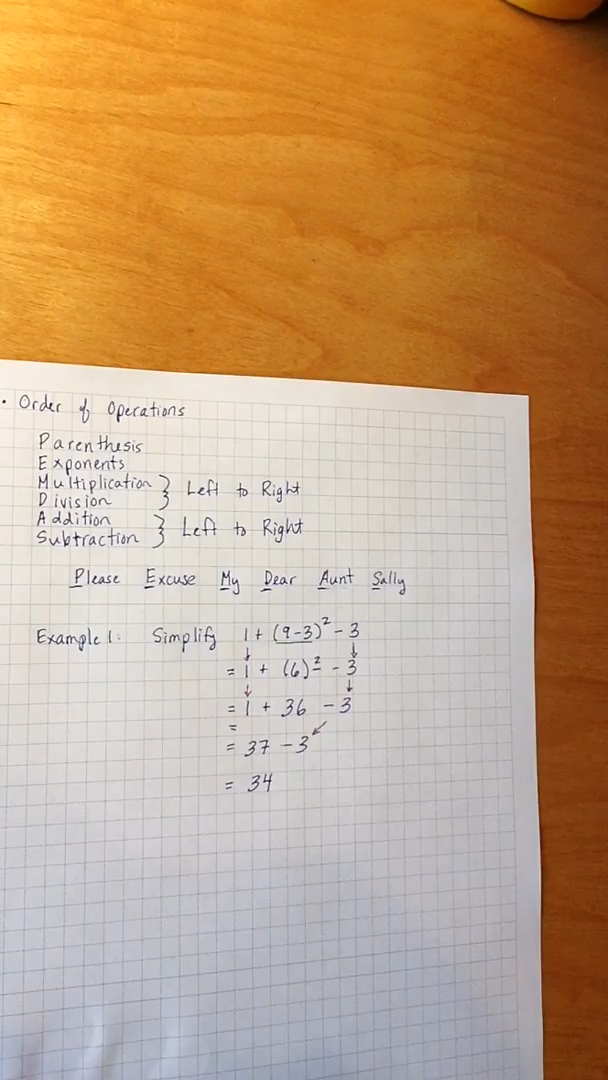 • Order of Operations
Parenthesis
Exponents
Multiplication } Left to Right
Division
Addition } Left to Right
Subtraction
Please Excuse My Dear Aunt Sally
Example 1: Simplify 1 + (9-3)² - 3
= 1 + (6)² - 3
= 1 + 36 - 3
=
= 37 - 3
= 34